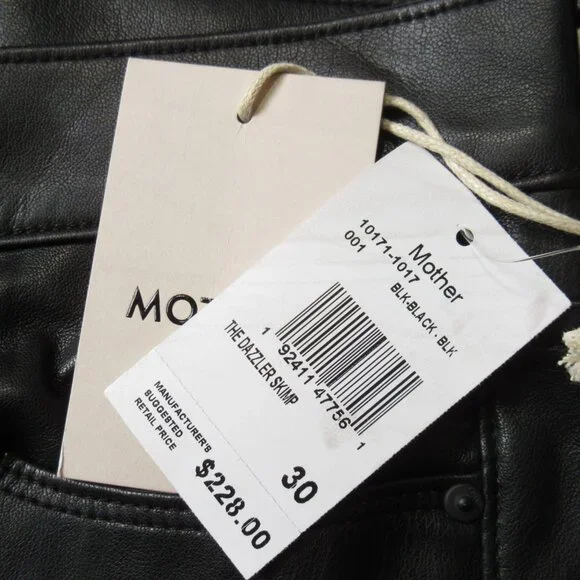 MOT
Mother
10171-1017
001
BLK-BLACK - BLK
1 92411 47756 1
THE DAZZLER SKIMP
30
MANUFACTURER'S
SUGGESTED
RETAIL PRICE
$228.00